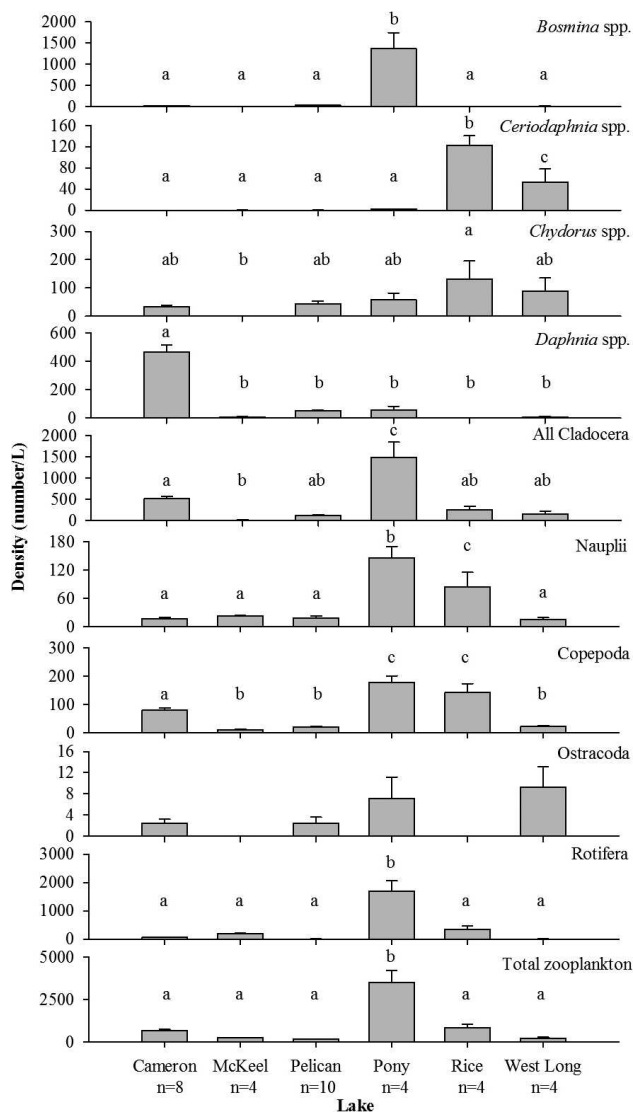 Density (number/L)
2000
1500
1000
500
0
Bosmina spp.
a a a b a a
160
120
80
40
0
Ceriodaphnia spp.
a a a a b c
300
200
100
0
Chydorus spp.
ab b ab ab a ab
600
400
200
0
Daphnia spp.
a b b b b b
2000
1500
1000
500
0
All Cladocera
a b ab c ab ab
180
120
60
0
Nauplii
a a a b c a
300
200
100
0
Copepoda
a b b c c b
16
12
8
4
0
Ostracoda
3000
2000
1000
0
Rotifera
a a a b a a
5000
2500
0
Total zooplankton
a a a b a a
Cameron McKeel Pelican Pony Rice West Long
n=8 n=4 n=10 n=4 n=4 n=4
Lake